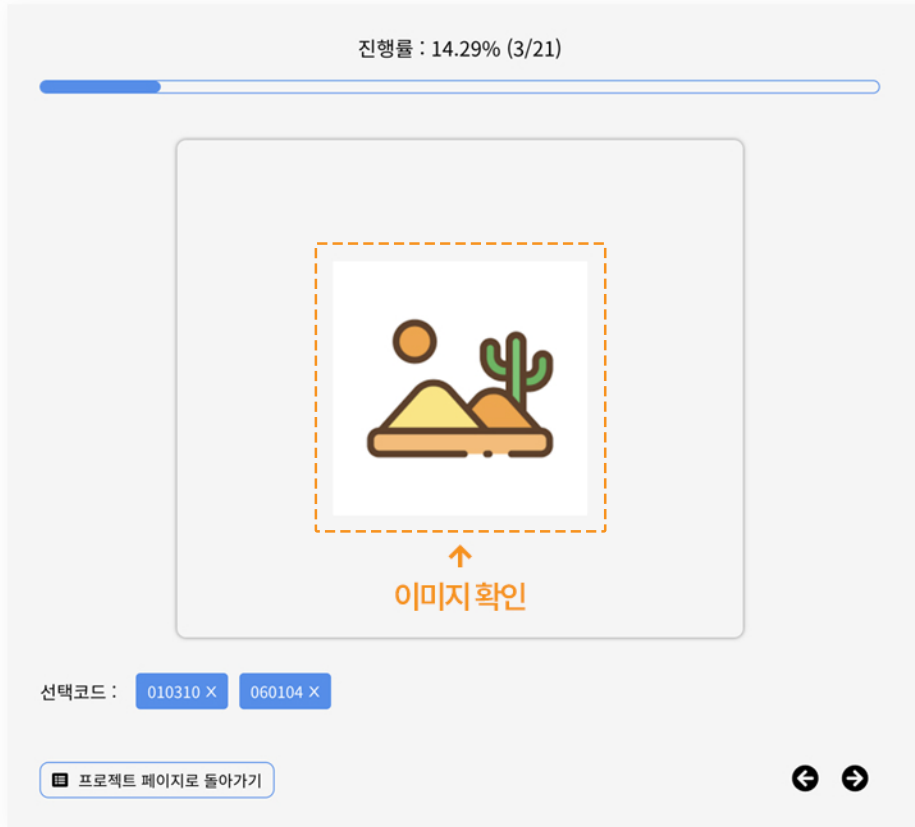 진행률 : 14.29% (3/21)
이미지 확인
선택코드 : 010310 X 060104 X
프로젝트 페이지로 돌아가기